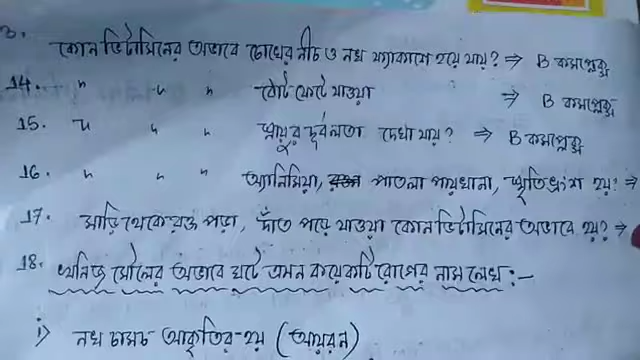 3. কোন ভিটামিনের অভাবে চোখের নীচ ও নখ ফ্যাকাশে হয়ে যায়? ⇒ B কমপ্লেক্স
14. " " " ঠোঁট ফেটে যাওয়া ⇒ B কমপ্লেক্স
15. " " " স্নায়ুর দুর্বলতা দেখা যায়? ⇒ B কমপ্লেক্স
16. " " " অ্যানিমিয়া, পাতলা পায়খানা, স্মৃতিভ্রংশ হয়? ⇒
17. মাড়ি থেকে রক্ত পড়া, দাঁত পড়ে যাওয়া কোন ভিটামিনের অভাবে হয়? ⇒
18. খনিজ মৌলের অভাবে ঘটে এমন কয়েকটি রোগের নাম লেখ :-
i) নখ চামচ আকৃতির হয় (আয়রন)